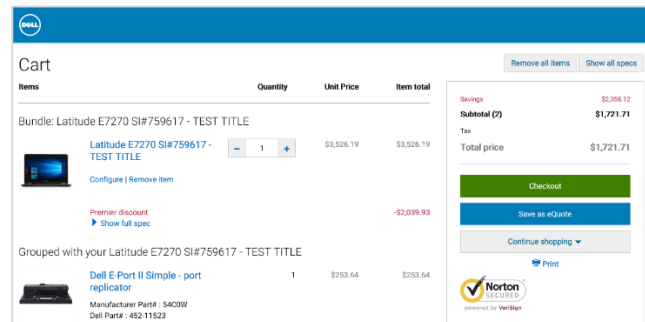 DELL
Cart
Remove all items Show all specs
Items Quantity Unit Price Item total
Bundle: Latitude E7270 SI#759617 - TEST TITLE
Latitude E7270 SI#759617 -
TEST TITLE
- 1 + $3,526.19 $3,526.19
Configure | Remove Item
Premier discount -$2,039.93
Show full spec
Grouped with your Latitude E7270 SI#759617 - TEST TITLE
Dell E-Port II Simple - port
replicator
1 $253.64 $253.64
Manufacturer Part# : 54C0W
Dell Part# : 452-11523
Savings $2,058.12
Subtotal (2) $1,721.71
Tax
Total price $1,721.71
Checkout
Save as eQuote
Continue shopping
Print
Norton
SECURED
powered by VeriSign